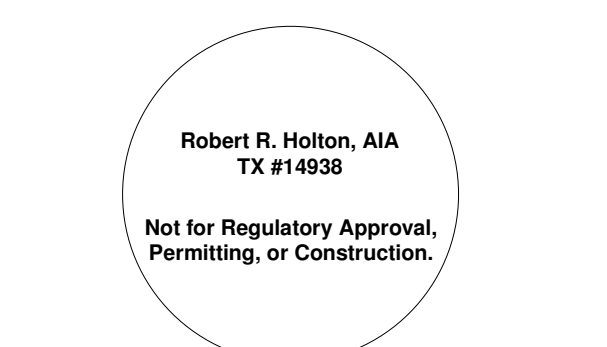 Robert R. Holton, AIA
TX #14938
Not for Regulatory Approval,
Permitting, or Construction.